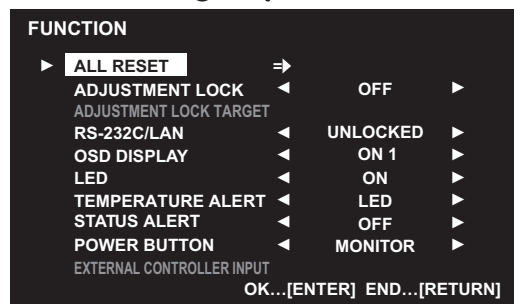 FUNCTION
ALL RESET
ADJUSTMENT LOCK OFF
ADJUSTMENT LOCK TARGET
RS-232C/LAN UNLOCKED
OSD DISPLAY ON 1
LED ON
TEMPERATURE ALERT LED
STATUS ALERT OFF
POWER BUTTON MONITOR
EXTERNAL CONTROLLER INPUT
OK...[ENTER] END...[RETURN]